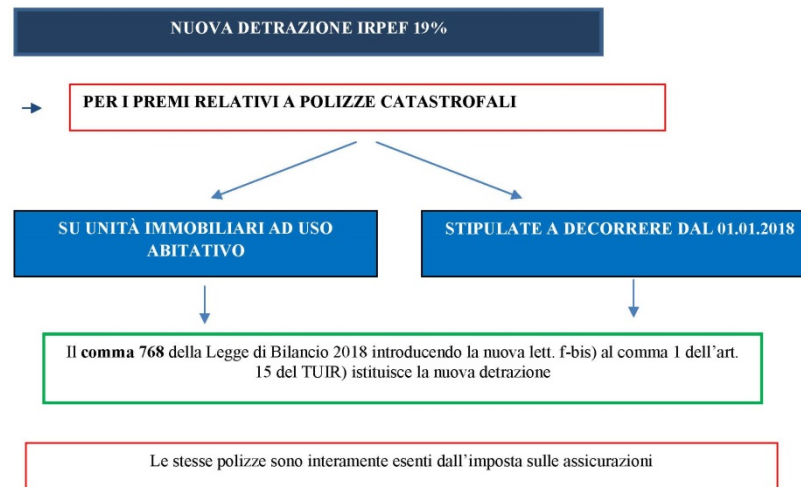 NUOVA DETRAZIONE IRPEF 19%
PER I PREMI RELATIVI A POLIZZE CATASTROFALI
SU UNITÀ IMMOBILIARI AD USO
ABITATIVO
STIPULATE A DECORRERE DAL 01.01.2018
Il comma 768 della Legge di Bilancio 2018 introducendo la nuova lett. f-bis) al comma 1 dell'art.
15 del TUIR) istituisce la nuova detrazione
Le stesse polizze sono interamente esenti dall'imposta sulle assicurazioni